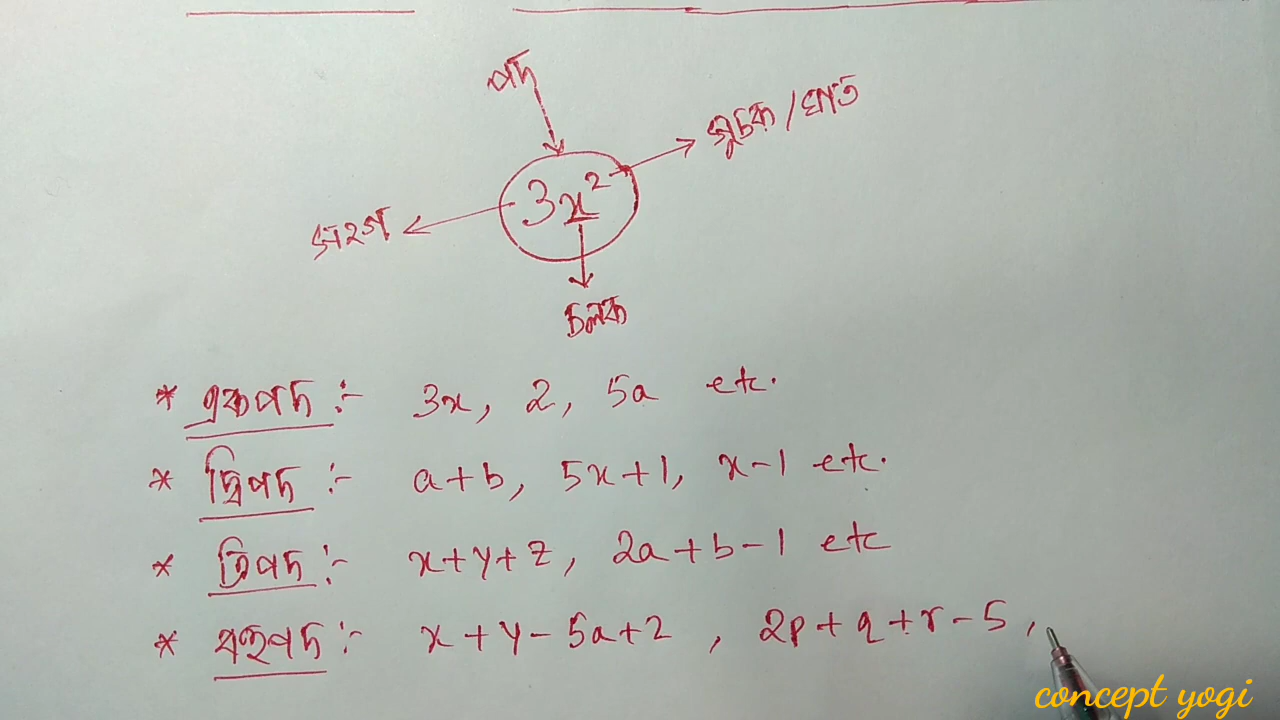 পদ
সূচক / ঘাত
3x²
সহগ
চলক
* একপদ :- 3x, 2, 5a etc.
* দ্বিপদ :- a+b, 5x+1, x-1 etc.
* ত্রিপদ :- x+y+z, 2a+b-1 etc
* বহুপদ :- x+y-5a+2 , 2p+q+r-5 ,
concept yogi